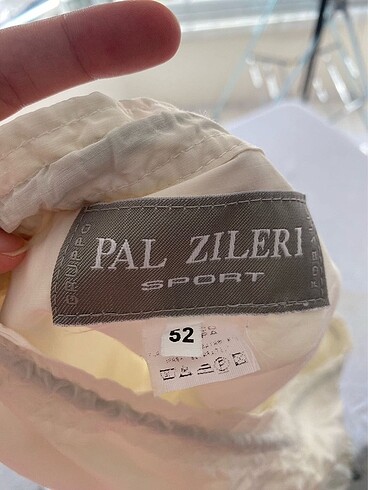 GRUPPO
PAL ZILERI
SPORT
52